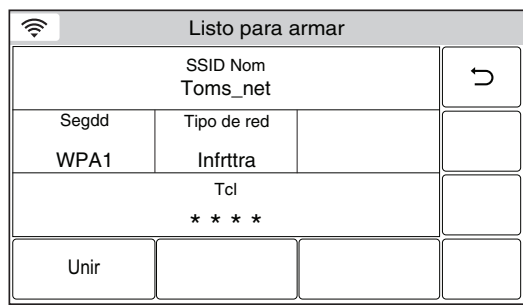 Listo para armar
SSID Nom
Toms_net
Segdd
Tipo de red
WPA1
Infrttra
Tcl
* * * *
Unir